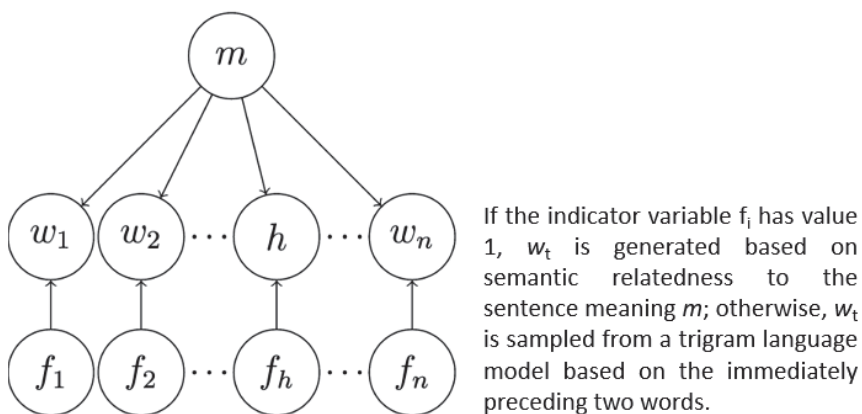 m
w₁ w₂ ... h ... wₙ
f₁ f₂ ... fₕ ... fₙ
If the indicator variable fᵢ has value
1, wₜ is generated based on
semantic relatedness to the
sentence meaning m; otherwise, wₜ
is sampled from a trigram language
model based on the immediately
preceding two words.